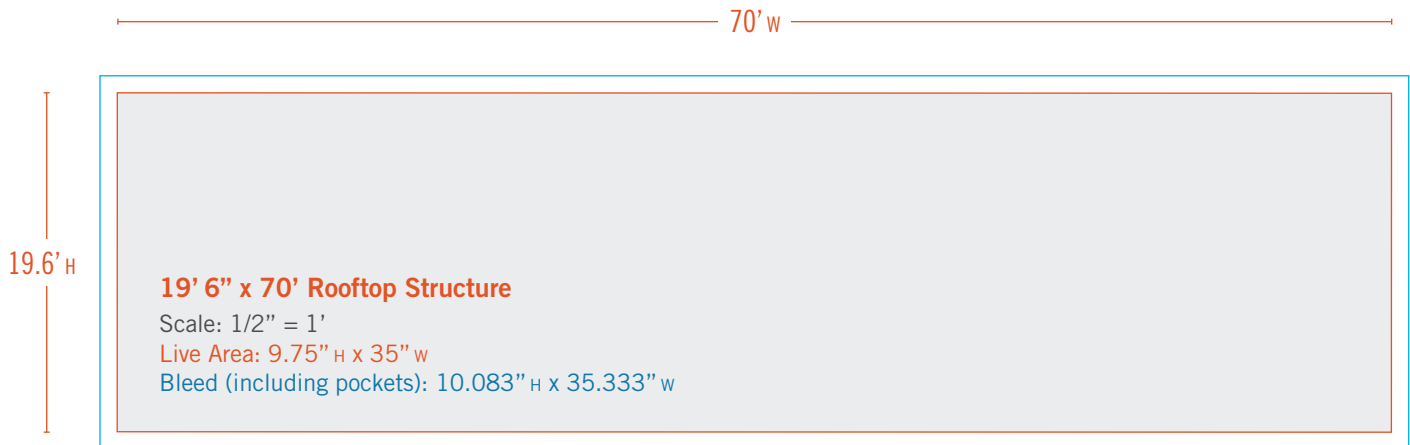 70’ W
19.6’ H
19’ 6” x 70’ Rooftop Structure
Scale: 1/2” = 1’
Live Area: 9.75” H x 35” W
Bleed (including pockets): 10.083” H x 35.333” W